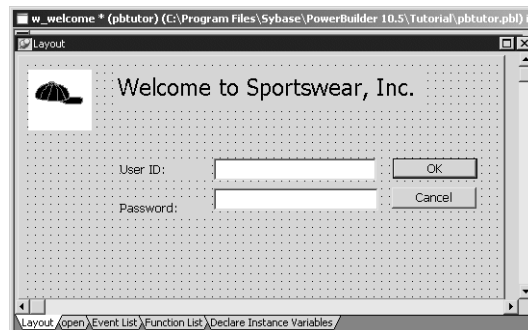 w_welcome * (pbtutor) (C:\Program Files\Sybase\PowerBuilder 10.5\Tutorial\pbtutor.pbl)
Layout
Welcome to Sportswear, Inc.
User ID:
OK
Password:
Cancel
Layout open Event List Function List Declare Instance Variables